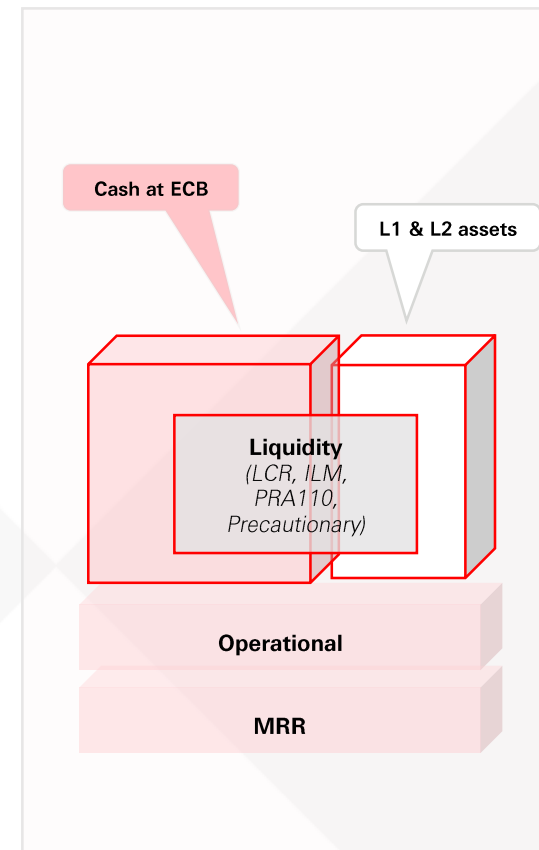 Cash at ECB
L1 & L2 assets
Liquidity
(LCR, ILM,
PRA110,
Precautionary)
Operational
MRR